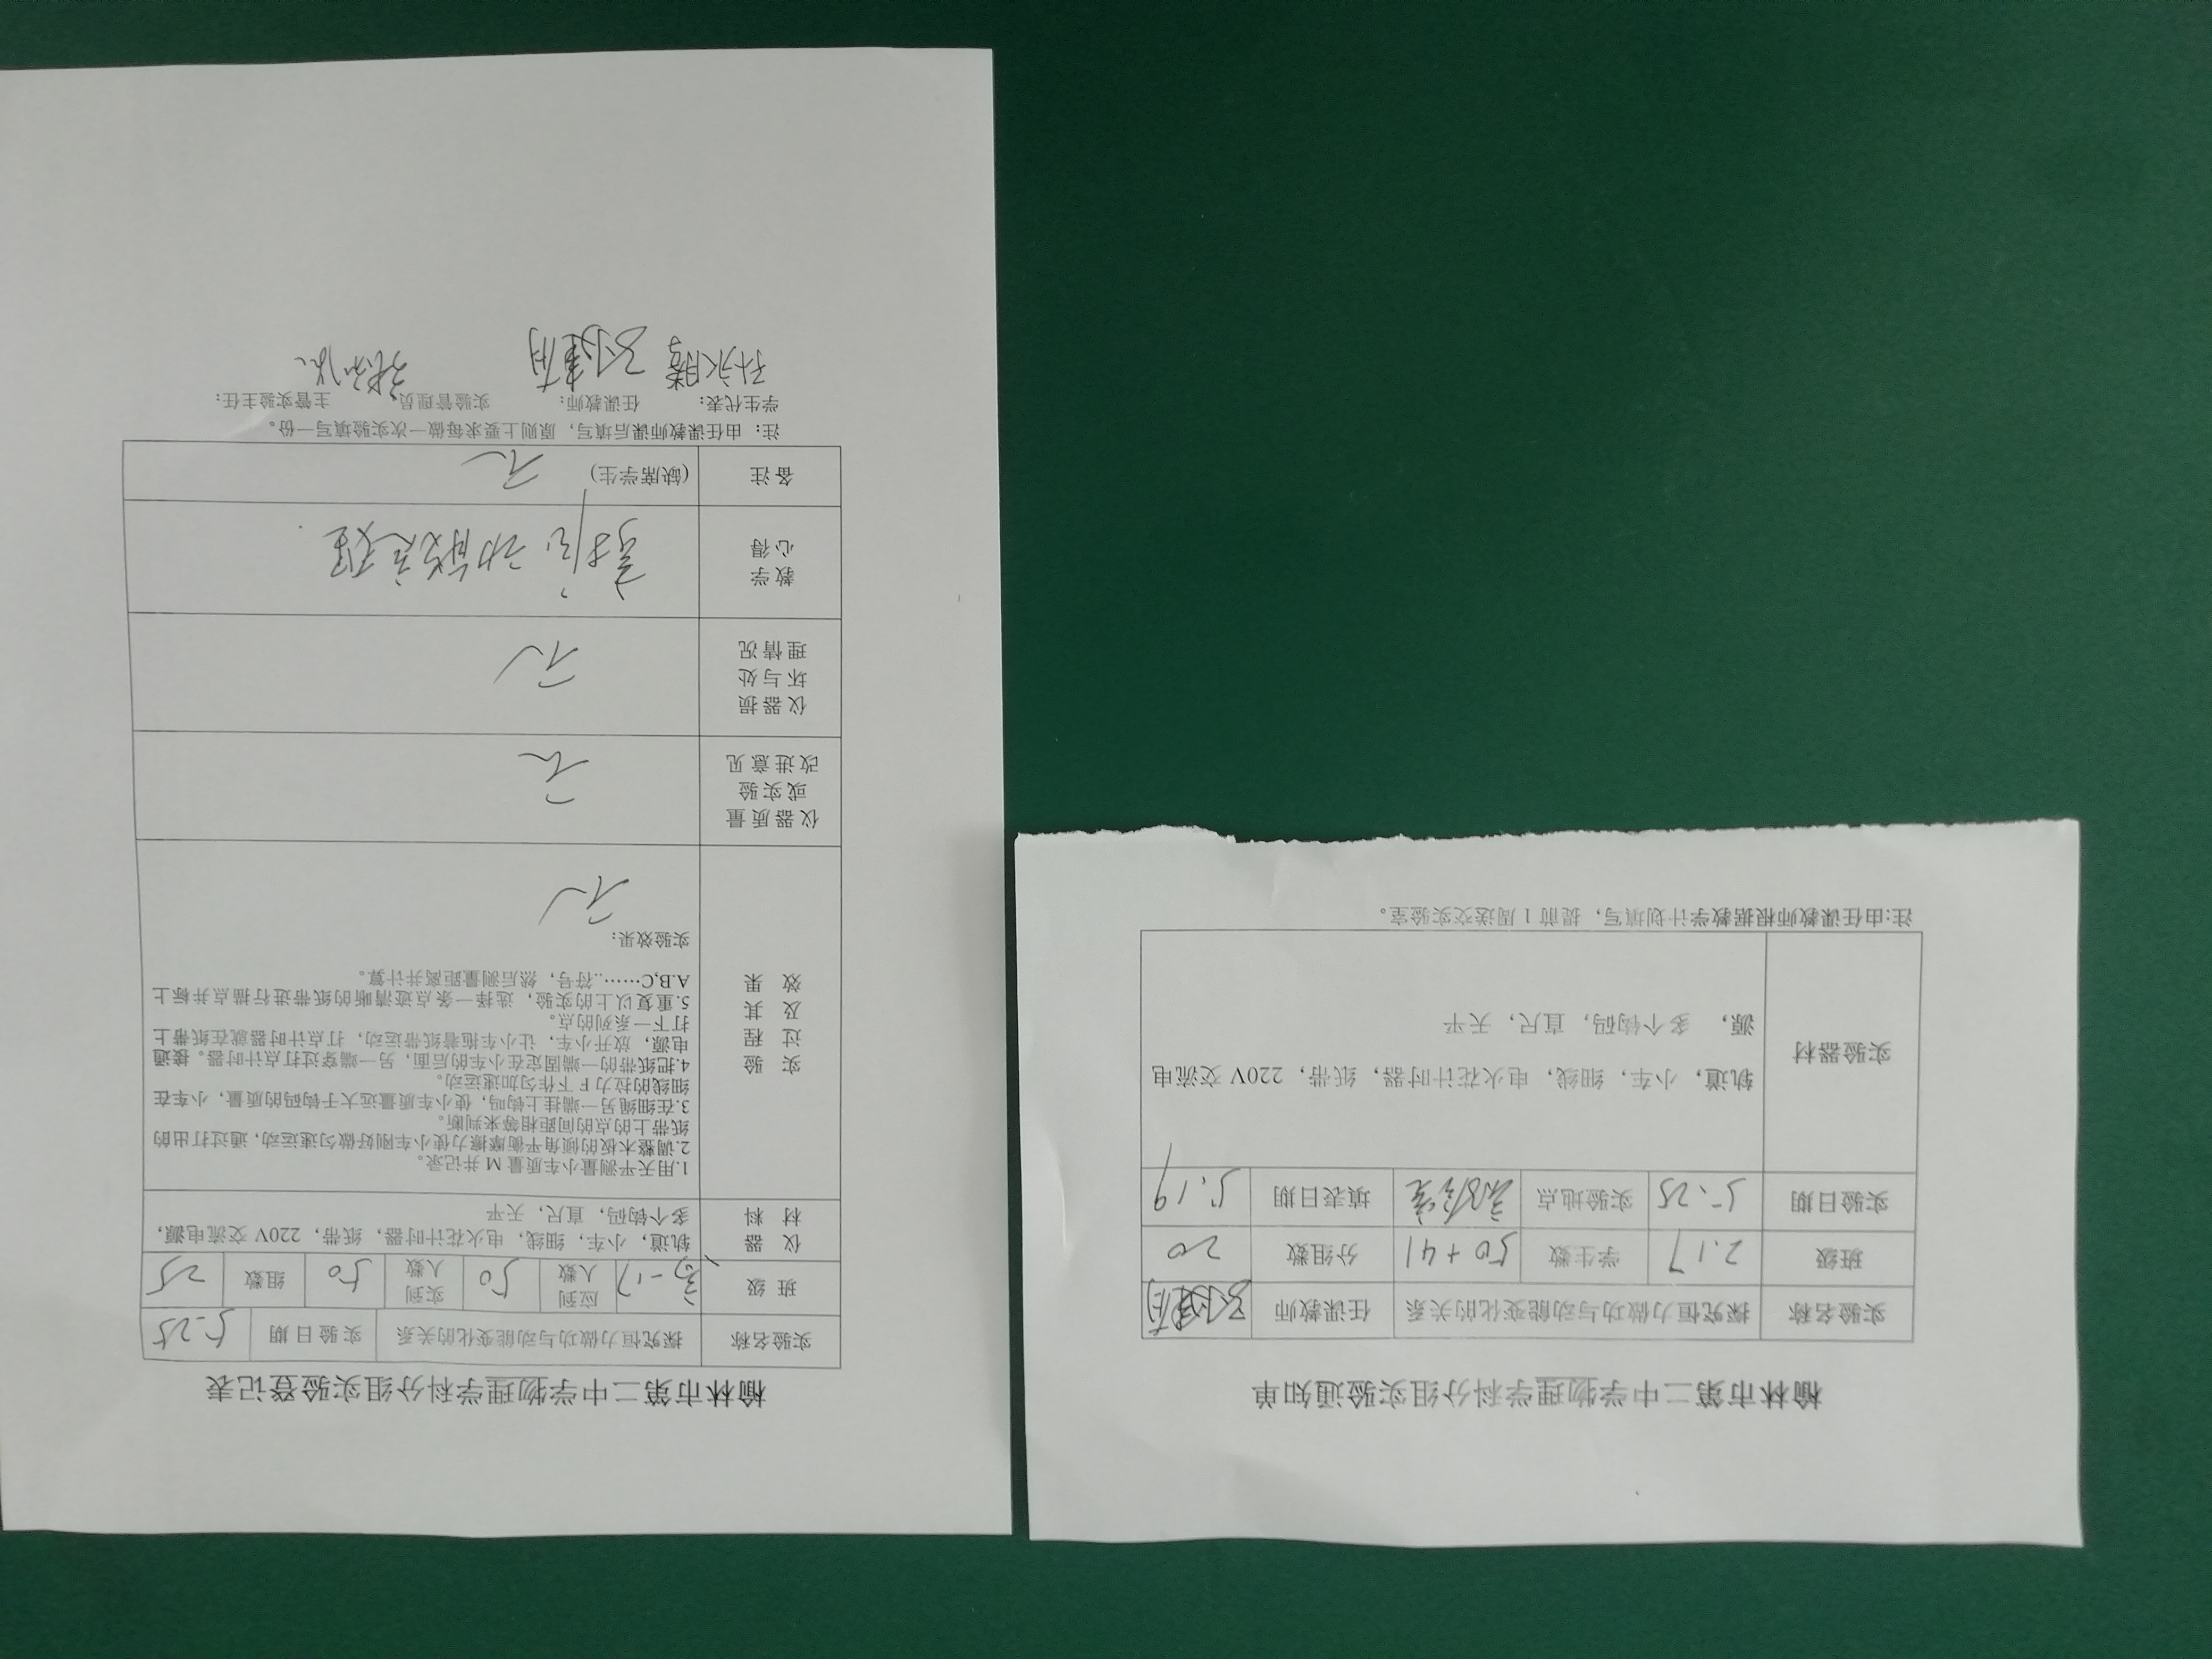 榆林市第二中学物理学科分组实验通知单
实验名称 探究恒力做功与动能变化的关系 任课教师
班级 2.17 学生数 50+41 分组数 20
实验日期 5.25 实验地点 填表日期 5.19
实验器材
轨道，小车，细线，电火花计时器，纸带，220V 交流电
源，多个钩码，直尺，天平
注:由任课教师根据教学计划填写，提前 1 周送交实验室。
榆林市第二中学物理学科分组实验登记表
实验名称 探究恒力做功与动能变化的关系 实验日期 5-25
班级 高一17 应到人数 50 实到人数 50 组数 25
仪器材料
轨道，小车，细线，电火花计时器，纸带，220V 交流电源，
多个钩码，直尺，天平
实验过程及其效果
1.用天平测量小车质量 M 并记录。
2.调整木板的倾角平衡摩擦力使小车刚好做匀速运动，通过打出的
纸带上的点的间距相等来判断。
3.在细绳另一端挂上钩码，使小车质量远大于钩码的质量，小车在
细线的拉力 F 下作匀加速运动。
4.把纸带的一端固定在小车的后面，另一端穿过打点计时器。接通
电源，放开小车，让小车拖着纸带运动，打点计时器就在纸带上
打下一系列的点。
5.重复以上的实验，选择一条点迹清晰的纸带进行描点并标上
A.B,C……..符号，然后测量距离并计算。
实验效果:
仪器质量
或实验
改进意见
无
仪器损
坏与处
理情况
教学
心得
掌握动能定理
备注 (缺席学生) 无
注：由任课教师课后填写，原则上要求每做一次实验填写一份。
学生代表： 任课教师： 实验管理员： 主管实验主任：
孙永腾